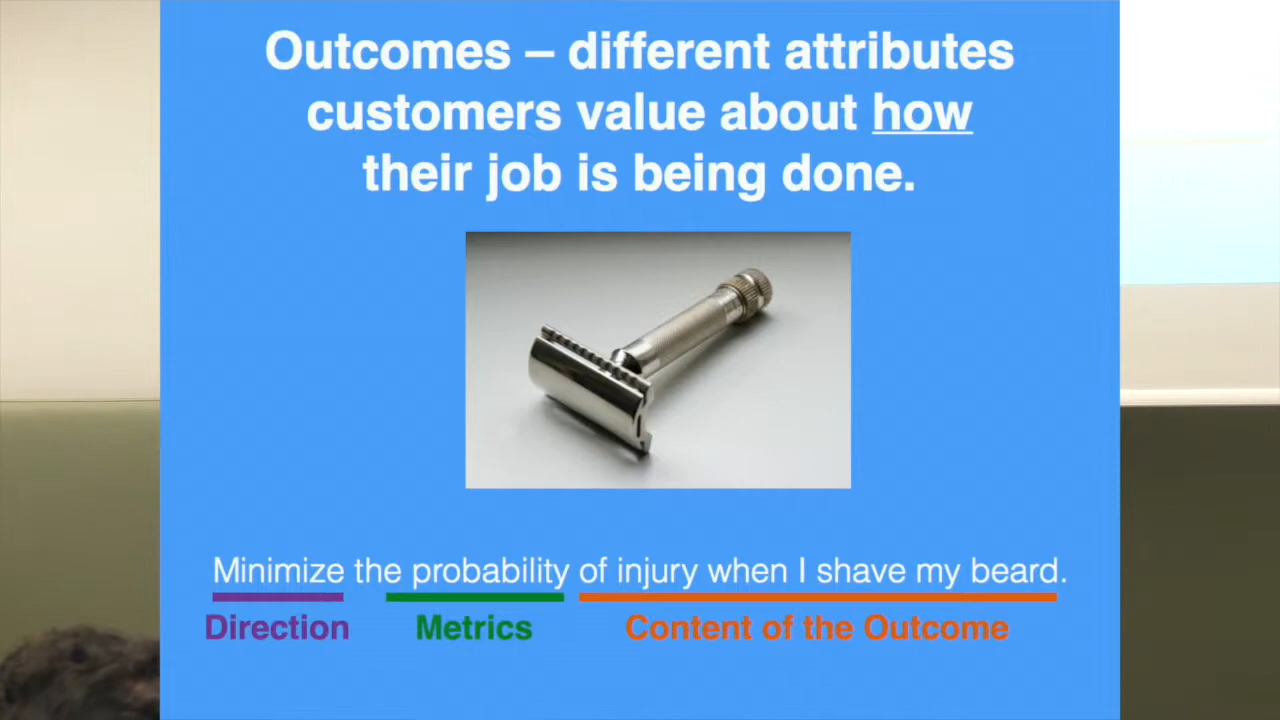 Outcomes – different attributes
customers value about how
their job is being done.
Minimize the probability of injury when I shave my beard.
Direction Metrics Content of the Outcome